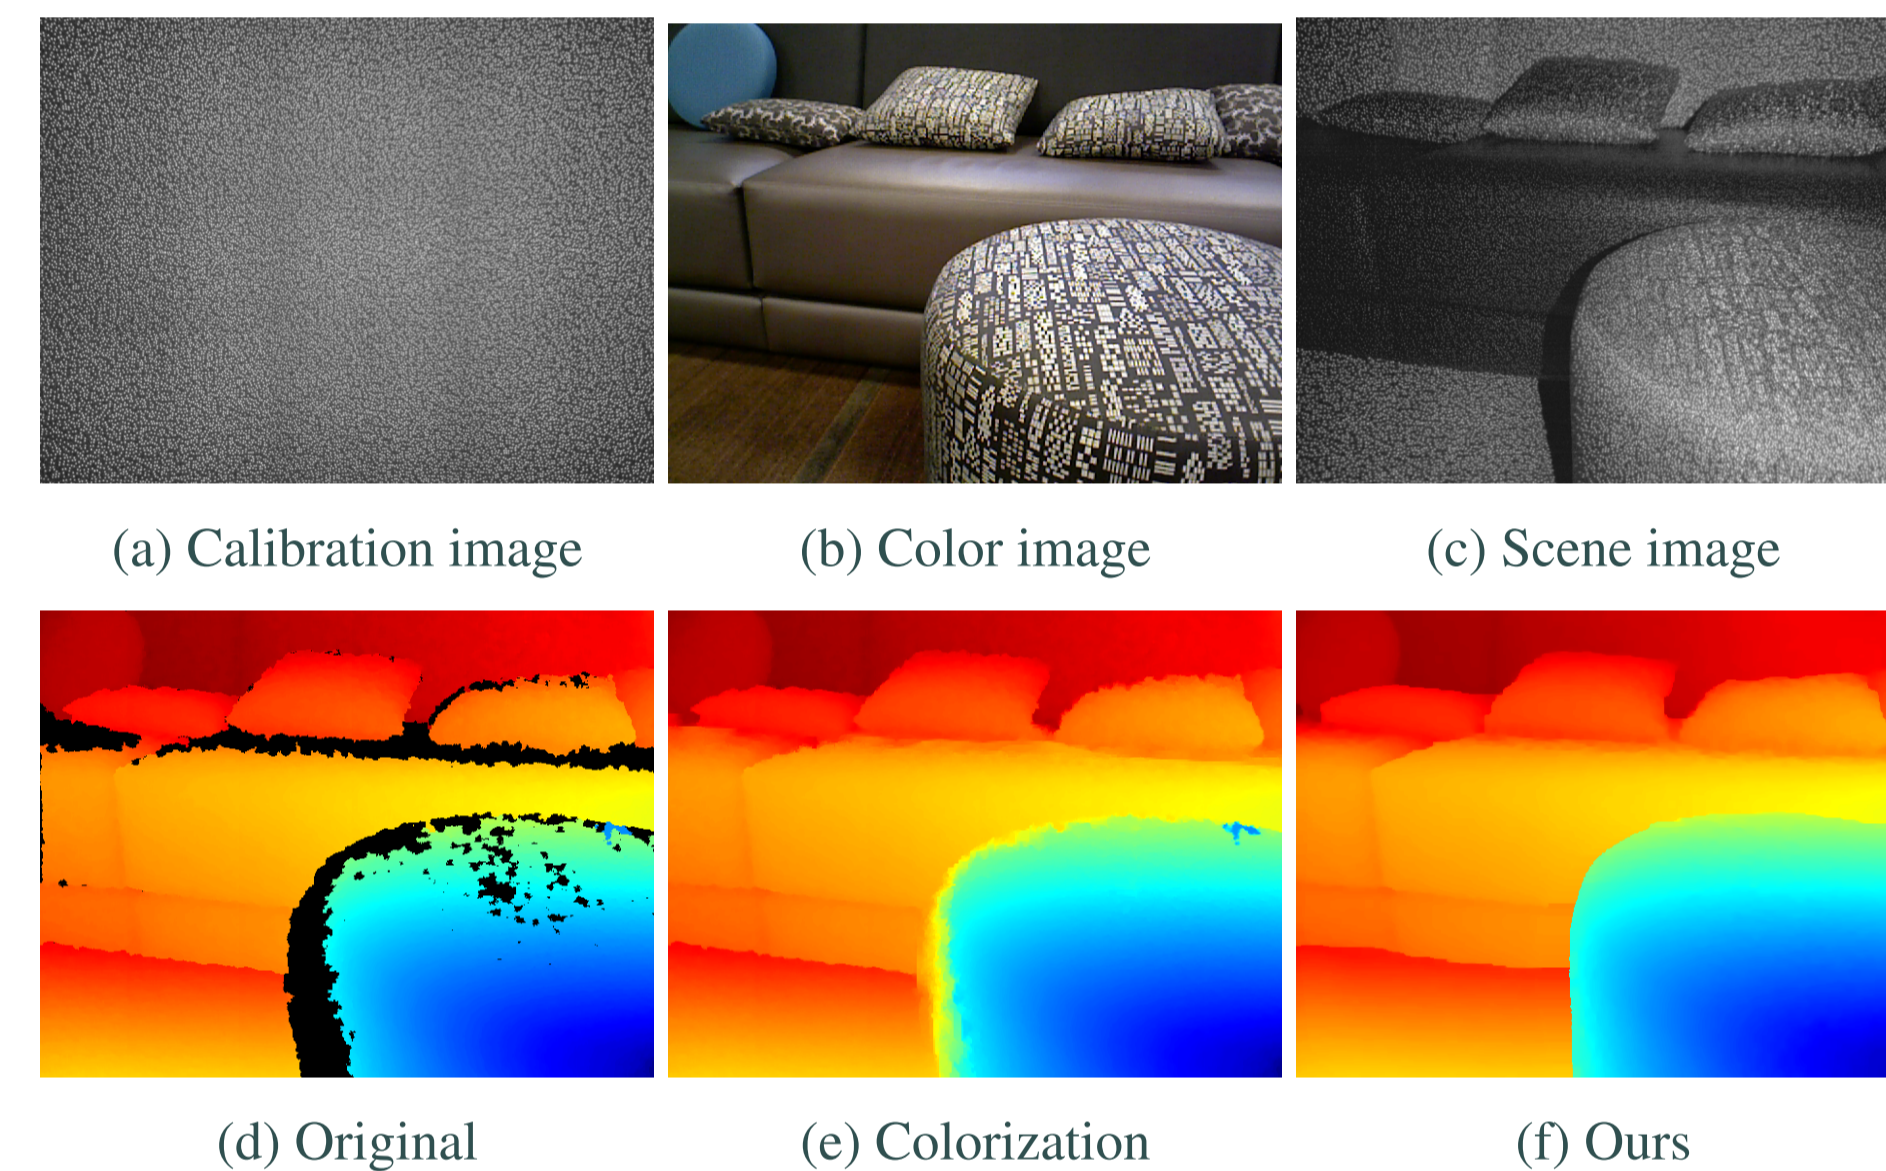 (a) Calibration image
(b) Color image
(c) Scene image
(d) Original
(e) Colorization
(f) Ours